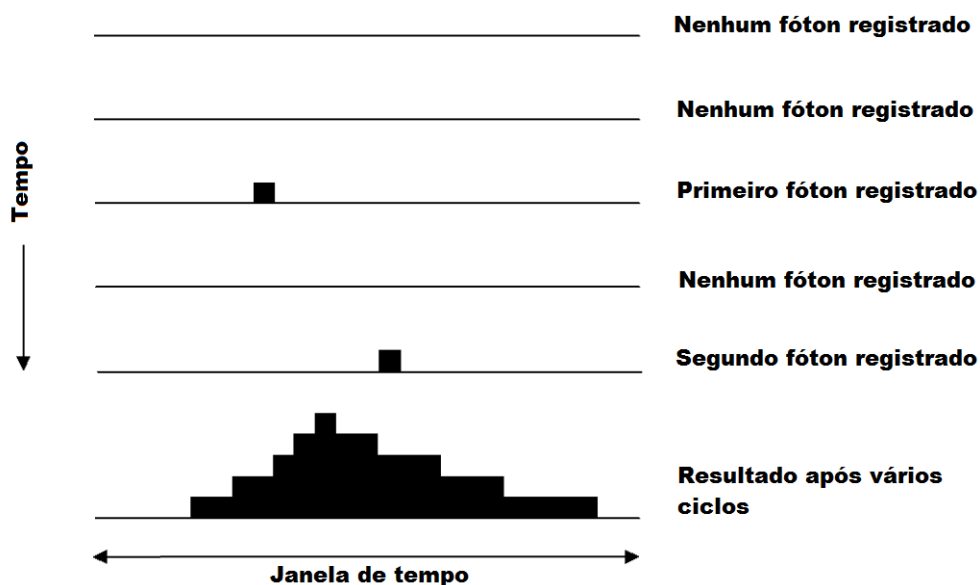 Nenhum fóton registrado
Nenhum fóton registrado
Tempo
Primeiro fóton registrado
Nenhum fóton registrado
Segundo fóton registrado
Resultado após vários
ciclos
Janela de tempo